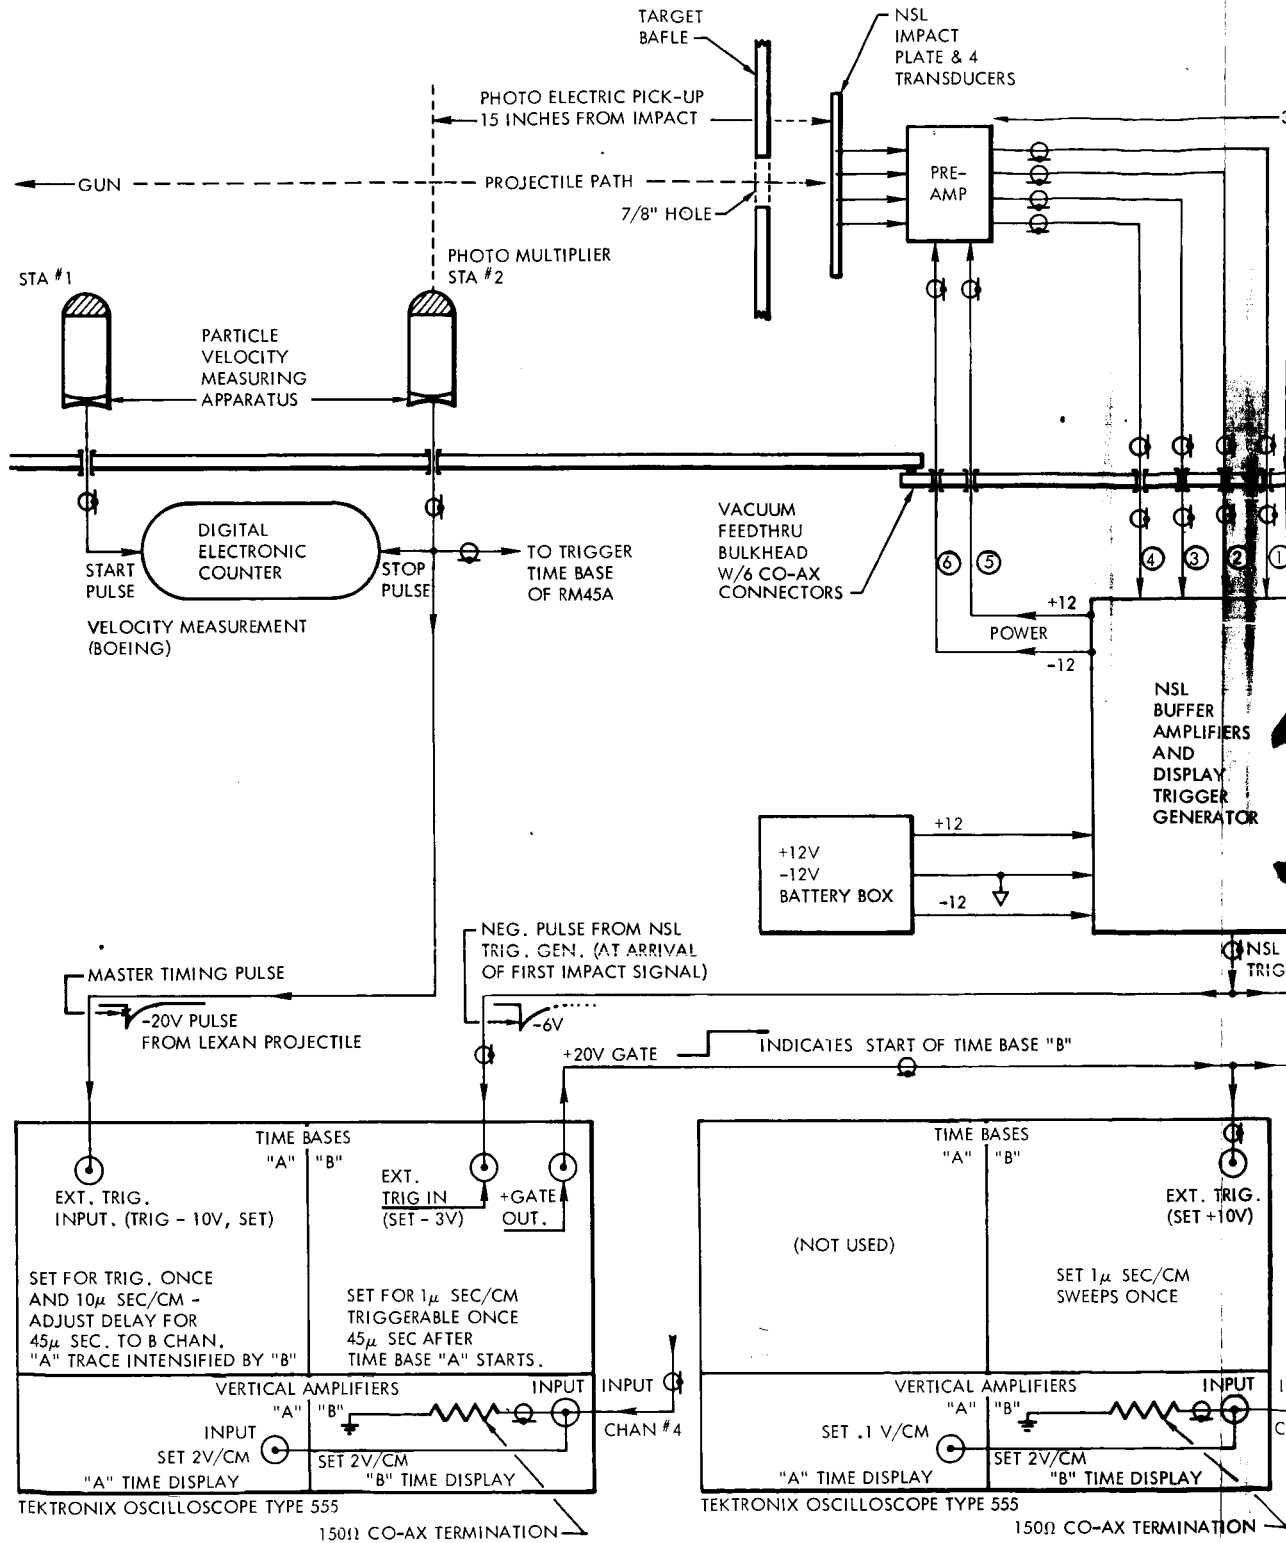 TARGET
BAFLE
NSL
IMPACT
PLATE & 4
TRANSDUCERS
PHOTO ELECTRIC PICK-UP
15 INCHES FROM IMPACT
GUN
PROJECTILE PATH
7/8" HOLE
PRE-
AMP
STA #1
PHOTO MULTIPLIER
STA #2
PARTICLE
VELOCITY
MEASURING
APPARATUS
DIGITAL
ELECTRONIC
COUNTER
START
PULSE
STOP
PULSE
TO TRIGGER
TIME BASE
OF RM45A
VELOCITY MEASUREMENT
(BOEING)
VACUUM
FEEDTHRU
BULKHEAD
W/6 CO-AX
CONNECTORS
6 5 4 3 2 1
+12
POWER
-12
NSL
BUFFER
AMPLIFIERS
AND
DISPLAY
TRIGGER
GENERATOR
+12V
-12V
BATTERY BOX
+12
-12
NSL
TRIG
MASTER TIMING PULSE
-20V PULSE
FROM LEXAN PROJECTILE
NEG. PULSE FROM NSL
TRIG. GEN. (AT ARRIVAL
OF FIRST IMPACT SIGNAL)
-6V
+20V GATE
INDICATES START OF TIME BASE "B"
TIME BASES
"A" "B"
EXT. TRIG.
INPUT. (TRIG - 10V, SET)
EXT.
TRIG IN
(SET - 3V)
+GATE
OUT.
SET FOR TRIG. ONCE
AND 10μ SEC/CM -
ADJUST DELAY FOR
45μ SEC. TO B CHAN.
"A" TRACE INTENSIFIED BY "B"
SET FOR 1μ SEC/CM
TRIGGERABLE ONCE
45μ SEC AFTER
TIME BASE "A" STARTS.
VERTICAL AMPLIFIERS
"A" "B"
INPUT
INPUT
CHAN #4
INPUT
SET 2V/CM
SET 2V/CM
"A" TIME DISPLAY
"B" TIME DISPLAY
TEKTRONIX OSCILLOSCOPE TYPE 555
150Ω CO-AX TERMINATION
TIME BASES
"A" "B"
EXT. TRIG.
(SET +10V)
(NOT USED)
SET 1μ SEC/CM
SWEEPS ONCE
VERTICAL AMPLIFIERS
"A" "B"
INPUT
SET .1 V/CM
SET 2V/CM
"A" TIME DISPLAY
"B" TIME DISPLAY
TEKTRONIX OSCILLOSCOPE TYPE 555
150Ω CO-AX TERMINATION